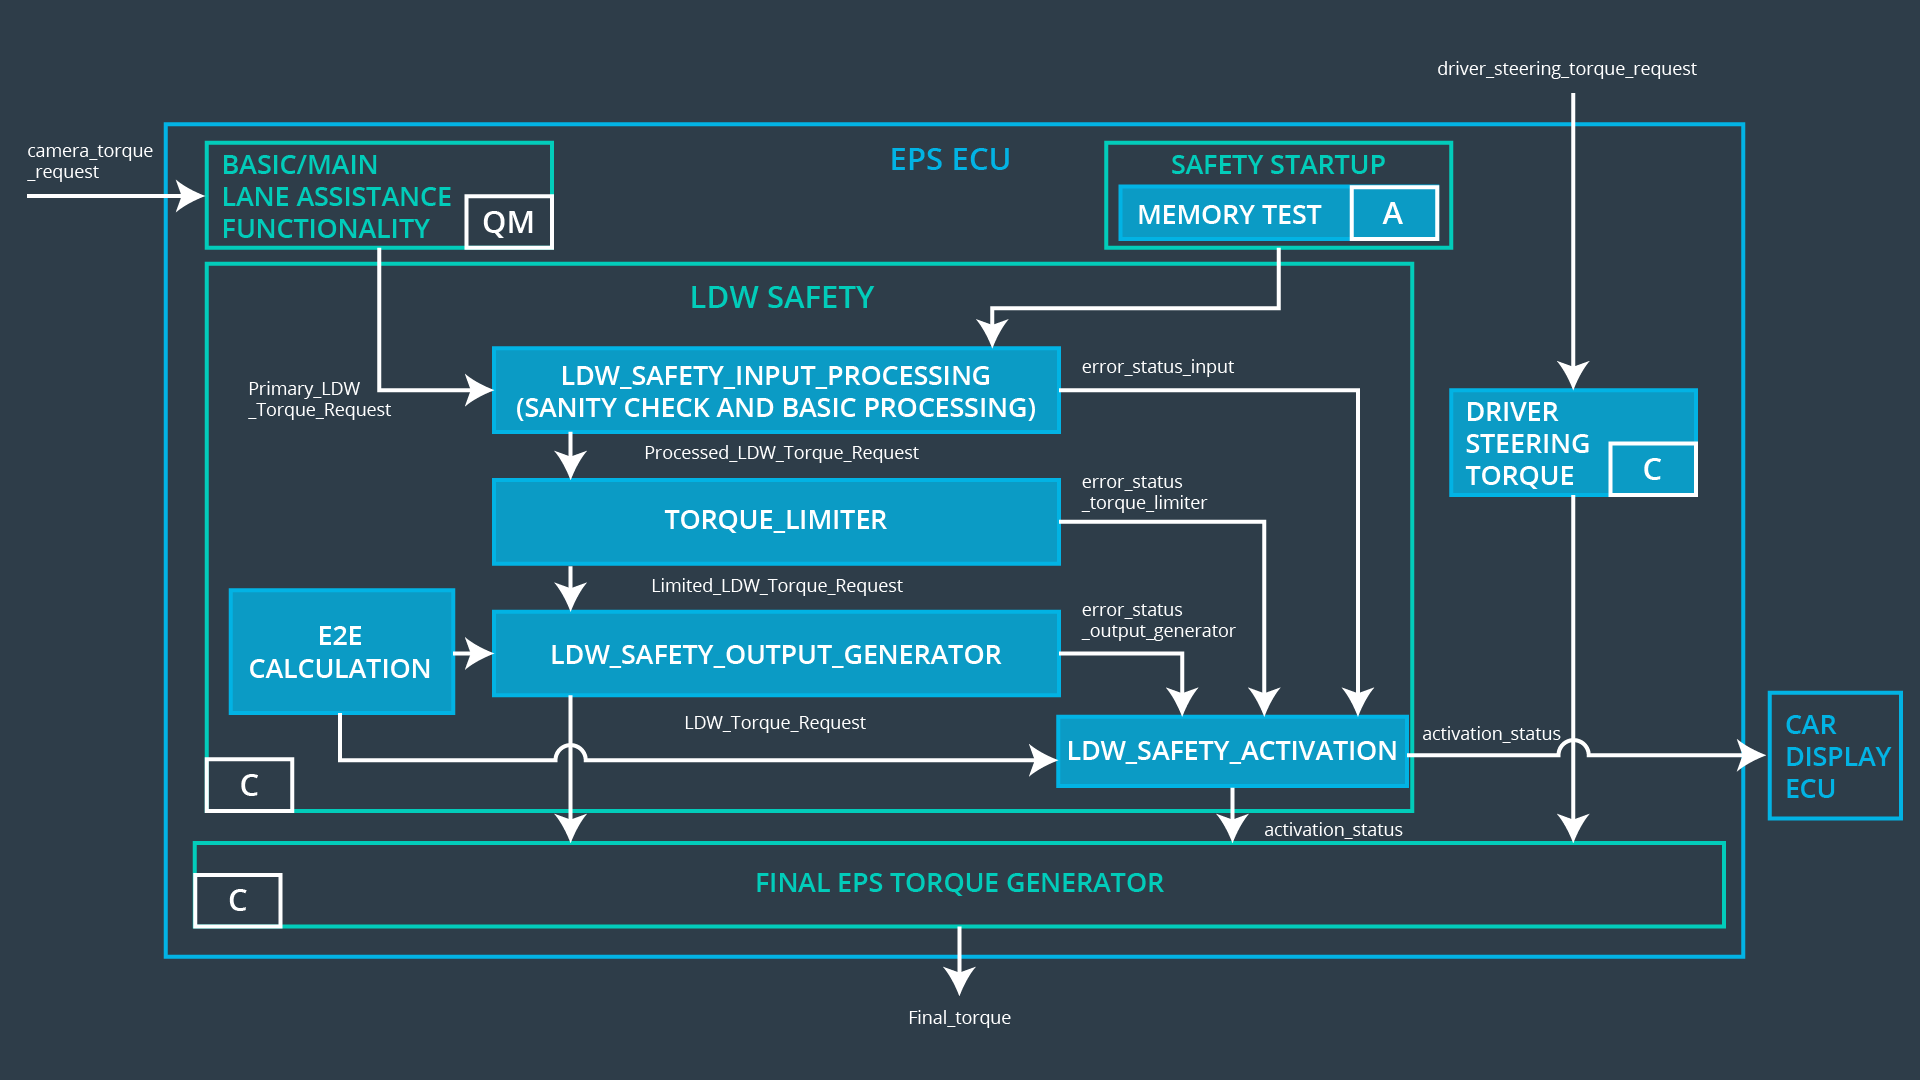 driver_steering_torque_request
camera_torque
_request
BASIC/MAIN
LANE ASSISTANCE
FUNCTIONALITY
QM
EPS ECU
SAFETY STARTUP
MEMORY TEST
A
LDW SAFETY
Primary_LDW
_Torque_Request
LDW_SAFETY_INPUT_PROCESSING
(SANITY CHECK AND BASIC PROCESSING)
error_status_input
DRIVER
STEERING
TORQUE
C
Processed_LDW_Torque_Request
TORQUE_LIMITER
error_status
_torque_limiter
Limited_LDW_Torque_Request
E2E
CALCULATION
LDW_SAFETY_OUTPUT_GENERATOR
error_status
_output_generator
LDW_Torque_Request
LDW_SAFETY_ACTIVATION
activation_status
CAR
DISPLAY
ECU
C
activation_status
FINAL EPS TORQUE GENERATOR
C
Final_torque